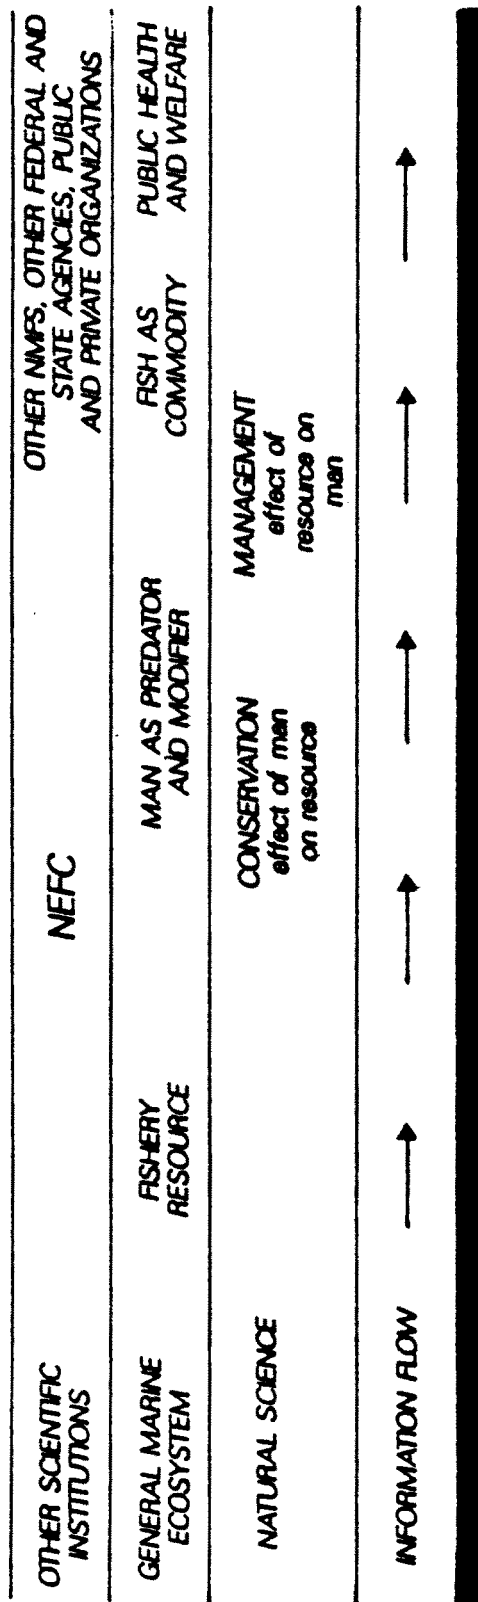 OTHER SCIENTIFIC
INSTITUTIONS
NEFC
OTHER NMFS, OTHER FEDERAL AND
STATE AGENCIES, PUBLIC
AND PRIVATE ORGANIZATIONS
GENERAL MARINE
ECOSYSTEM
FISHERY
RESOURCE
MAN AS PREDATOR
AND MODIFIER
FISH AS
COMMODITY
PUBLIC HEALTH
AND WELFARE
NATURAL SCIENCE
CONSERVATION
effect of man
on resource
MANAGEMENT
effect of
resource on
man
INFORMATION FLOW